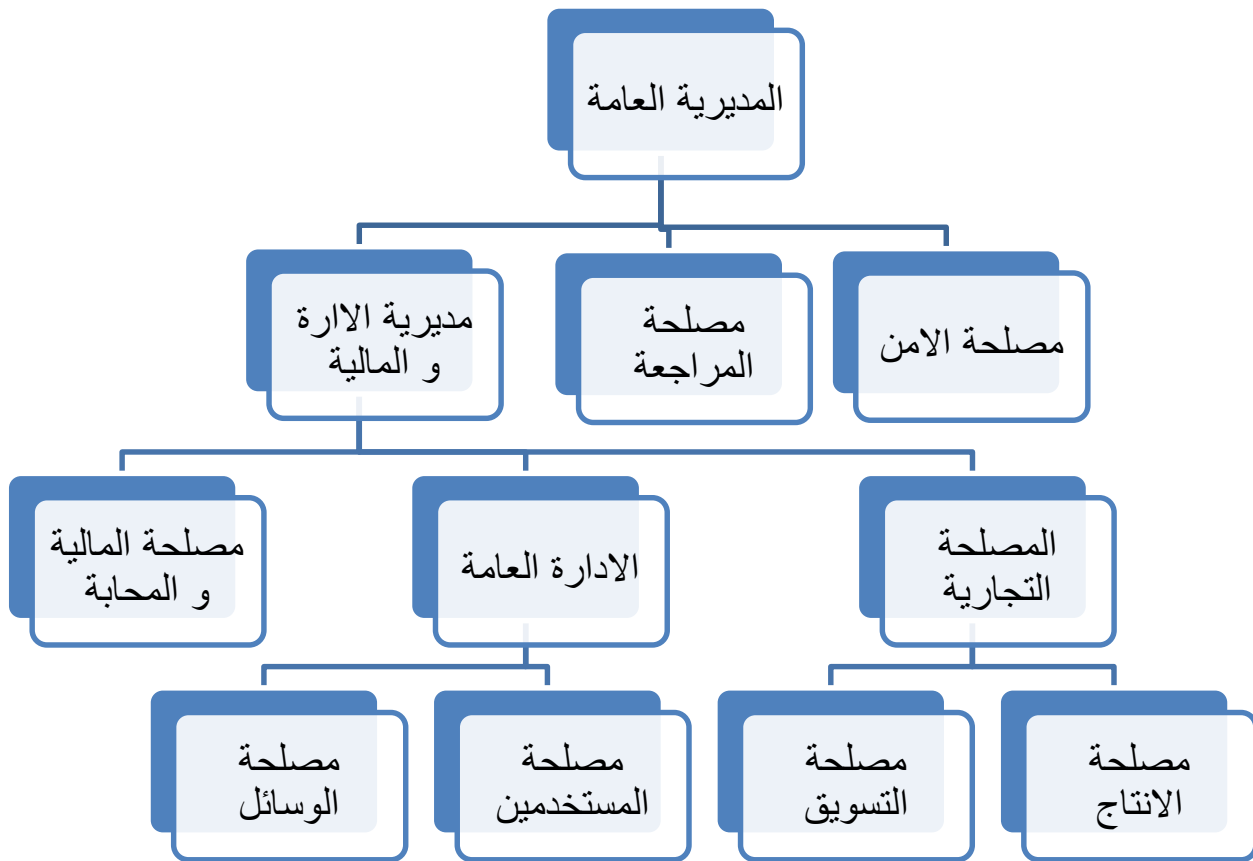 المديرية العامة
مصلحة الامن
مصلحة
المراجعة
مديرية الاارة
و المالية
المصلحة
التجارية
الادارة العامة
مصلحة المالية
و المحابة
مصلحة
الانتاج
مصلحة
التسويق
مصلحة
المستخدمين
مصلحة
الوسائل